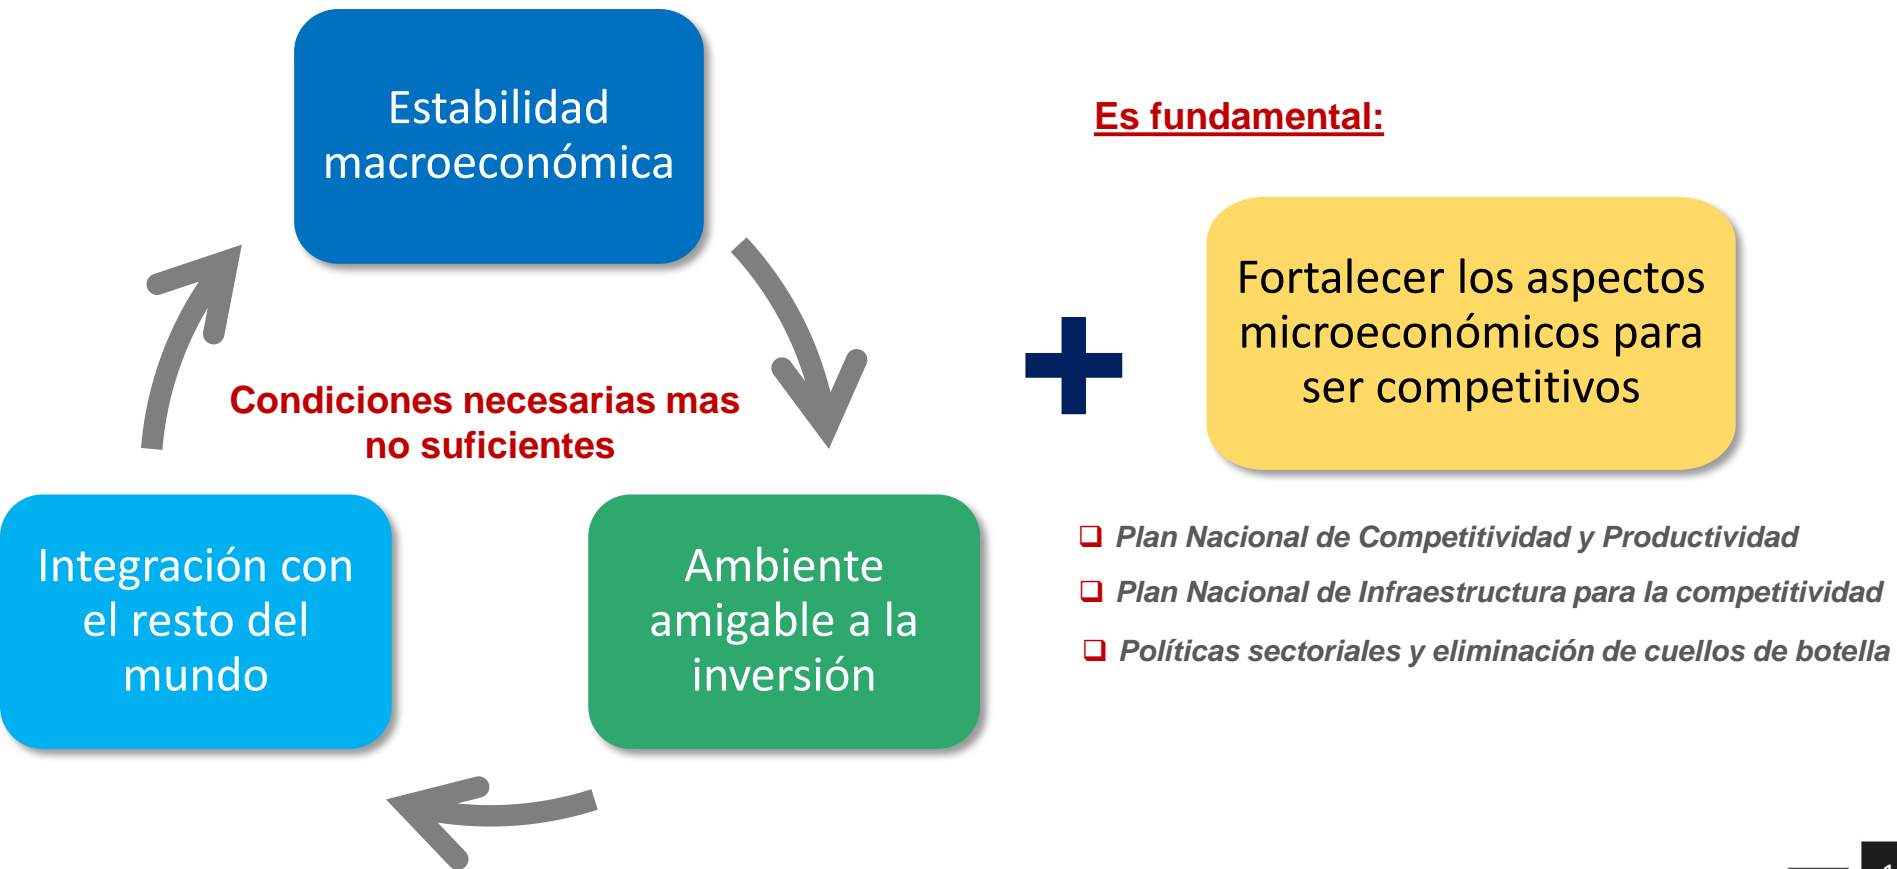 Estabilidad
macroeconómica
Condiciones necesarias mas
no suficientes
Integración con
el resto del
mundo
Ambiente
amigable a la
inversión
Es fundamental:
Fortalecer los aspectos
microeconómicos para
ser competitivos
Plan Nacional de Competitividad y Productividad
Plan Nacional de Infraestructura para la competitividad
Políticas sectoriales y eliminación de cuellos de botella